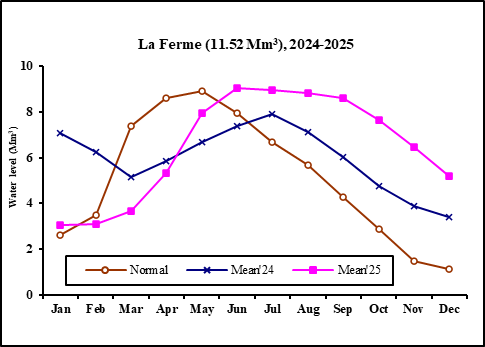 La Ferme (11.52 Mm³), 2024-2025
10
8
6
4
2
0
Water level (Mm³)
Normal Mean'24 Mean'25
Jan Feb Mar Apr May Jun Jul Aug Sep Oct Nov Dec